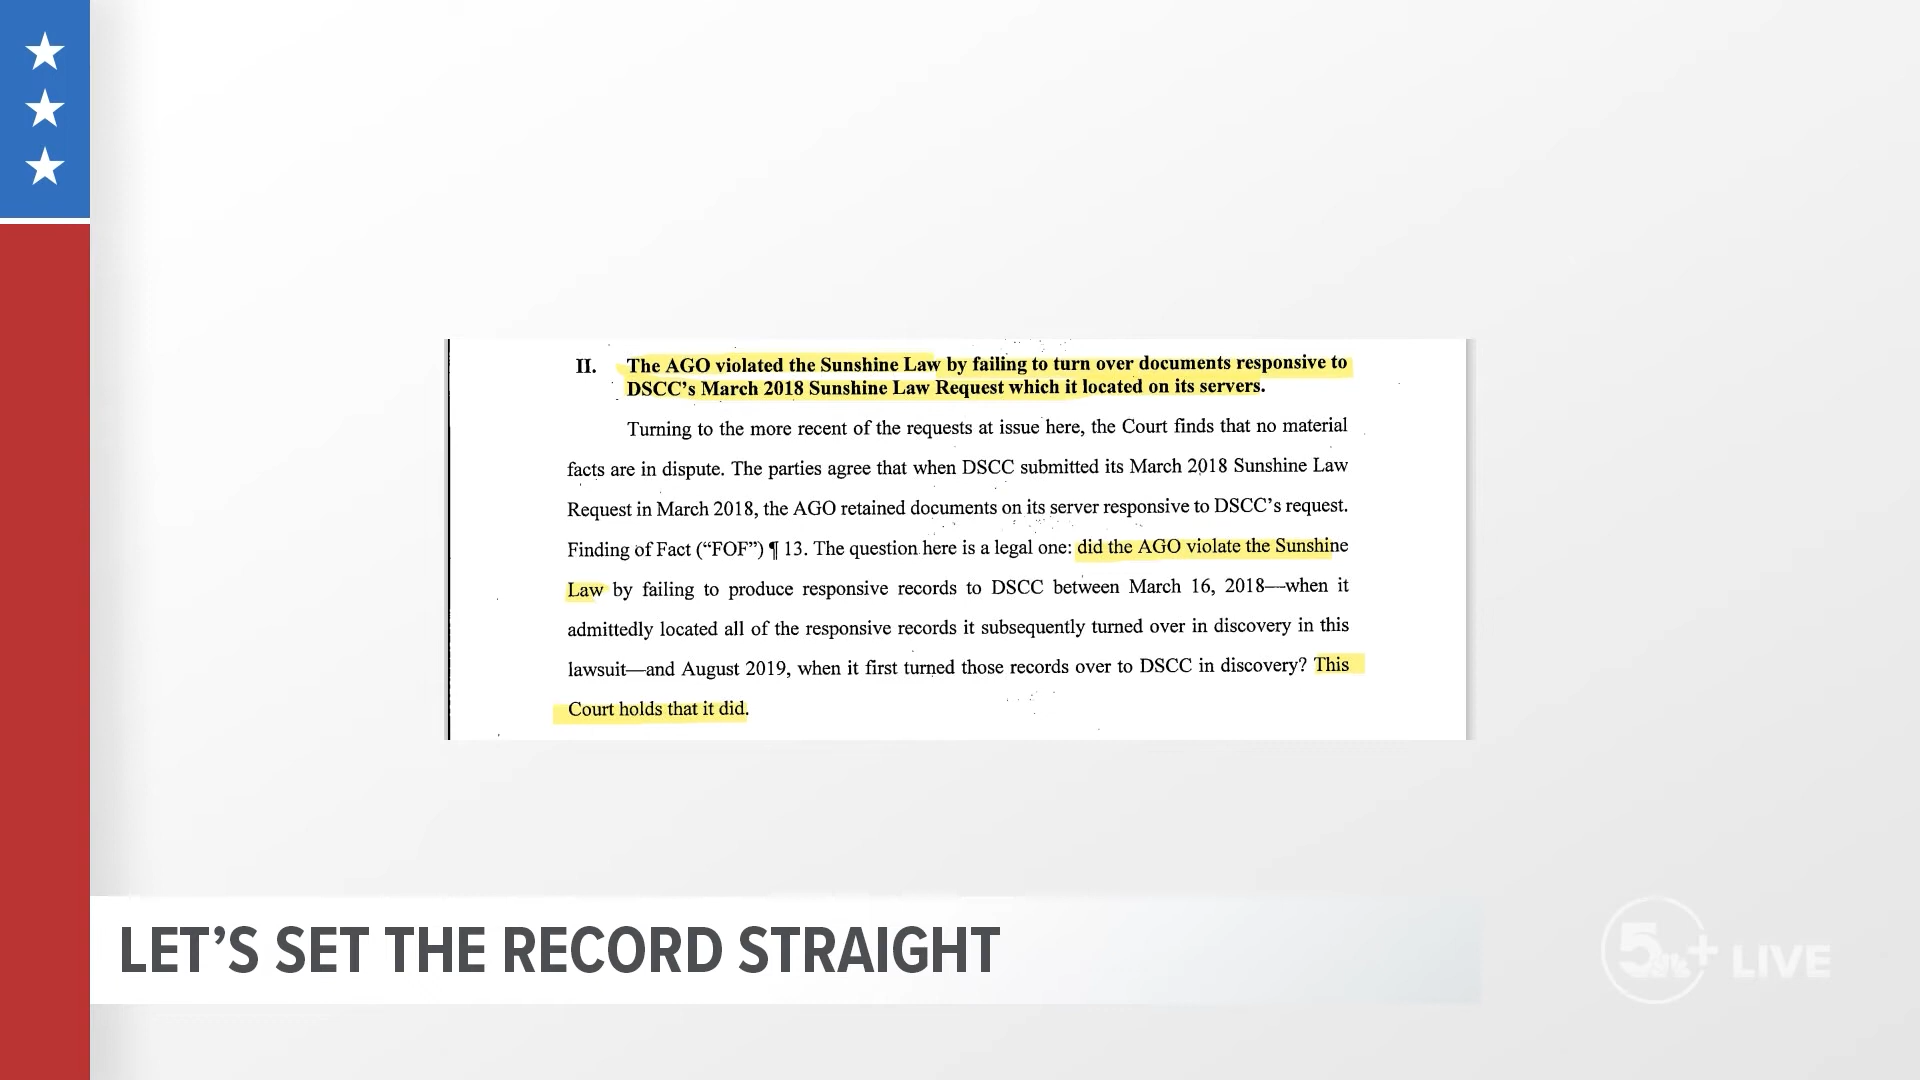 II. The AGO violated the Sunshine Law by failing to turn over documents responsive to
DSCC’s March 2018 Sunshine Law Request which it located on its servers.
Turning to the more recent of the requests at issue here, the Court finds that no material
facts are in dispute. The parties agree that when DSCC submitted its March 2018 Sunshine Law
Request in March 2018, the AGO retained documents on its server responsive to DSCC’s request.
Finding of Fact (“FOF”) ¶ 13. The question here is a legal one: did the AGO violate the Sunshine
Law by failing to produce responsive records to DSCC between March 16, 2018—when it
admittedly located all of the responsive records it subsequently turned over in discovery in this
lawsuit—and August 2019, when it first turned those records over to DSCC in discovery? This
Court holds that it did.
LET’S SET THE RECORD STRAIGHT
5+ LIVE